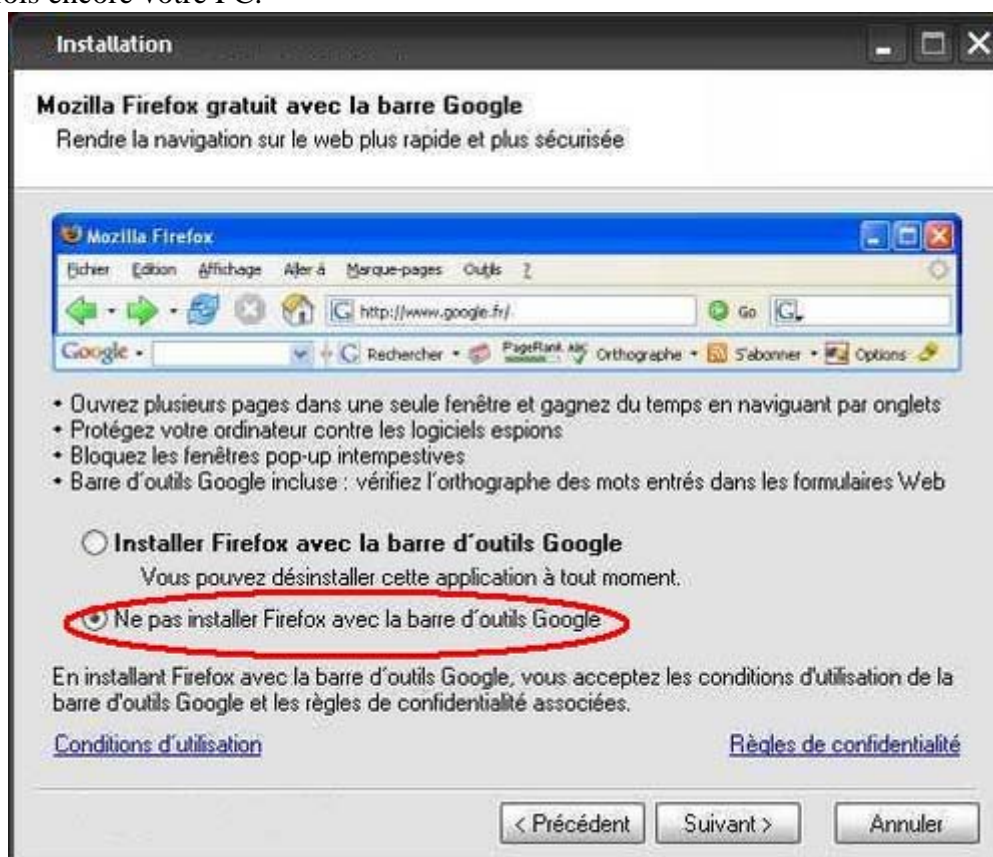 encore votre PC.
Installation
Mozilla Firefox gratuit avec la barre Google
Rendre la navigation sur le web plus rapide et plus sécurisée
Mozilla Firefox
Fichier Edition Affichage Aller à Marque-pages Outils ?
http://www.google.fr/ Go
Google Rechercher PageRank ABC Orthographe S'abonner Options
• Ouvrez plusieurs pages dans une seule fenêtre et gagnez du temps en naviguant par onglets
• Protégez votre ordinateur contre les logiciels espions
• Bloquez les fenêtres pop-up intempestives
• Barre d'outils Google incluse : vérifiez l'orthographe des mots entrés dans les formulaires Web
Installer Firefox avec la barre d'outils Google
Vous pouvez désinstaller cette application à tout moment.
Ne pas installer Firefox avec la barre d'outils Google
En installant Firefox avec la barre d'outils Google, vous acceptez les conditions d'utilisation de la
barre d'outils Google et les règles de confidentialité associées.
Conditions d'utilisation Règles de confidentialité
< Précédent Suivant > Annuler